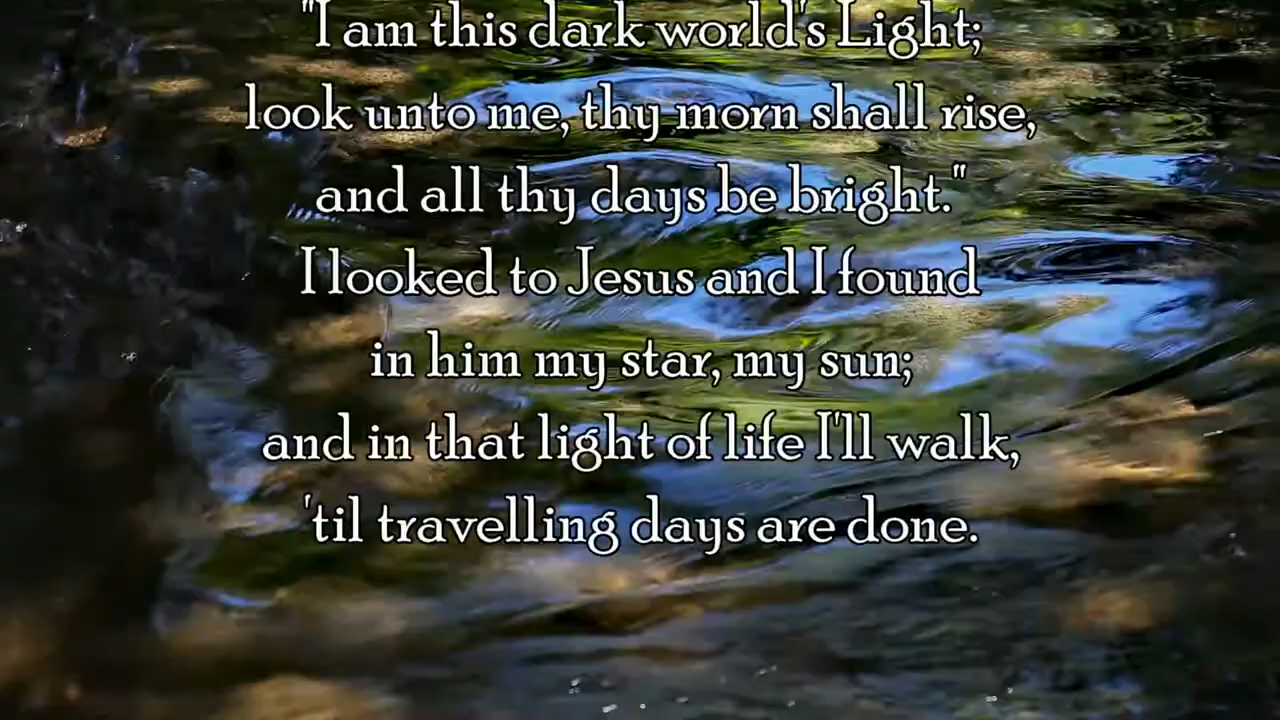 "I am this dark world's Light;
look unto me, thy morn shall rise,
and all thy days be bright."
I looked to Jesus and I found
in him my star, my sun;
and in that light of life I'll walk,
'til travelling days are done.